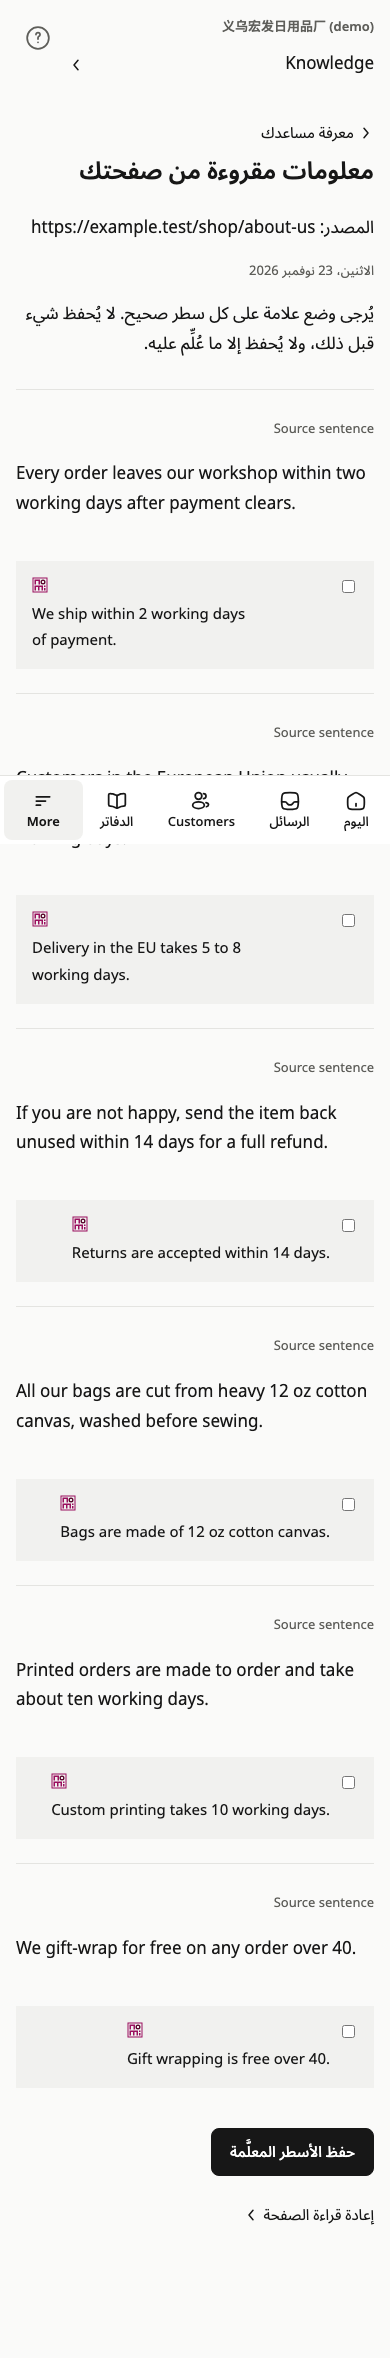 义乌宏发日用品厂 (demo)
Knowledge
معرفة مساعدك
معلومات مقروءة من صفحتك
المصدر: https://example.test/shop/about-us
الاثنين، 23 نوفمبر 2026
يُرجى وضع علامة على كل سطر صحيح. لا يُحفظ شيء
قبل ذلك، ولا يُحفظ إلا ما عُلِّم عليه.
Source sentence
Every order leaves our workshop within two
working days after payment clears.
We ship within 2 working days
of payment.
Source sentence
Customers in the European Union usually
اليوم
الرسائل
Customers
الدفاتر
More
Delivery in the EU takes 5 to 8
working days.
Source sentence
If you are not happy, send the item back
unused within 14 days for a full refund.
Returns are accepted within 14 days.
Source sentence
All our bags are cut from heavy 12 oz cotton
canvas, washed before sewing.
Bags are made of 12 oz cotton canvas.
Source sentence
Printed orders are made to order and take
about ten working days.
Custom printing takes 10 working days.
Source sentence
We gift-wrap for free on any order over 40.
Gift wrapping is free over 40.
حفظ الأسطر المعلَّمة
إعادة قراءة الصفحة